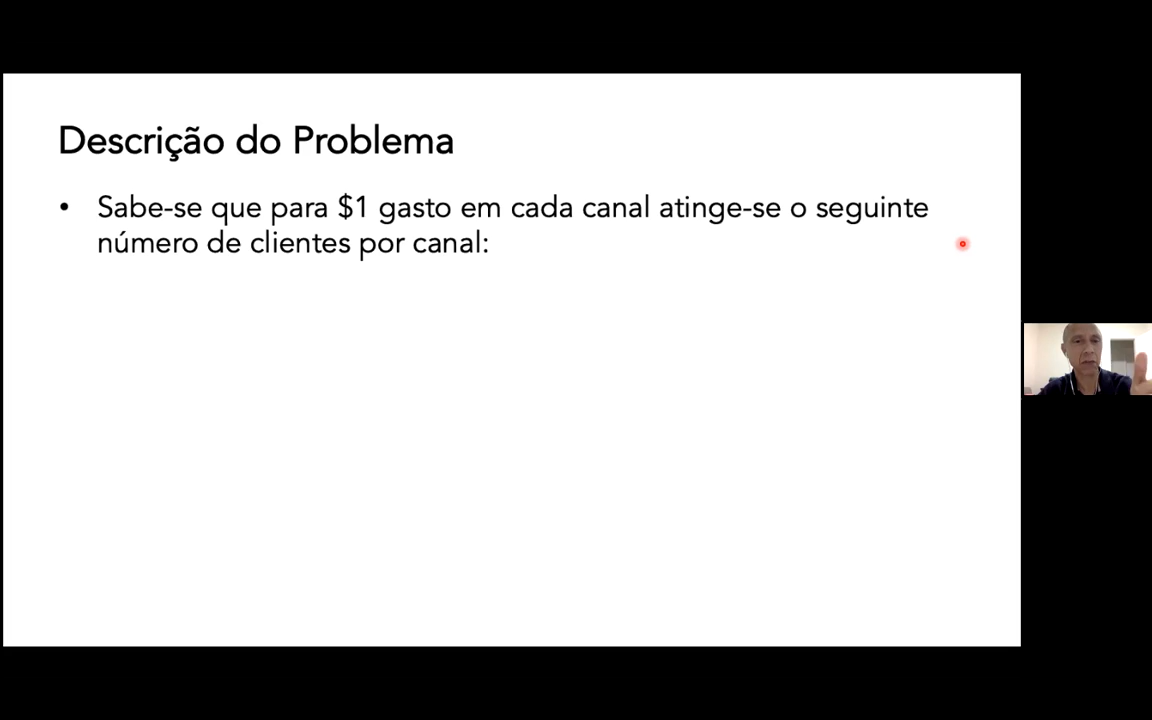 Descrição do Problema
• Sabe-se que para $1 gasto em cada canal atinge-se o seguinte
número de clientes por canal: